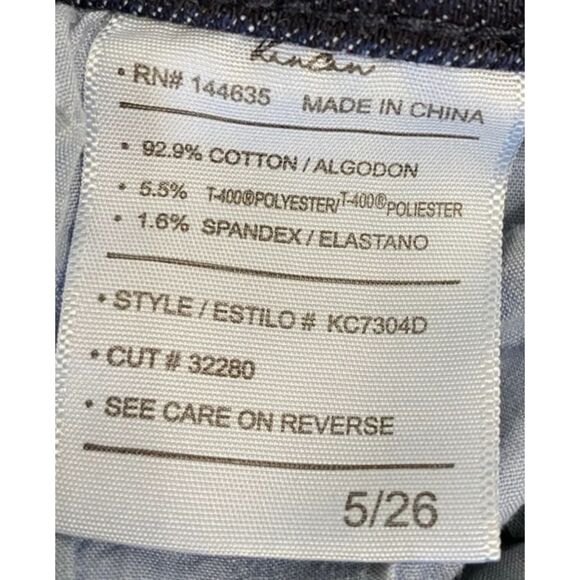 KanCan
• RN# 144635 MADE IN CHINA
• 92.9% COTTON / ALGODON
• 5.5% T-400®POLYESTER/T-400®POLIESTER
• 1.6% SPANDEX / ELASTANO
• STYLE / ESTILO # KC7304D
• CUT # 32280
• SEE CARE ON REVERSE
5/26